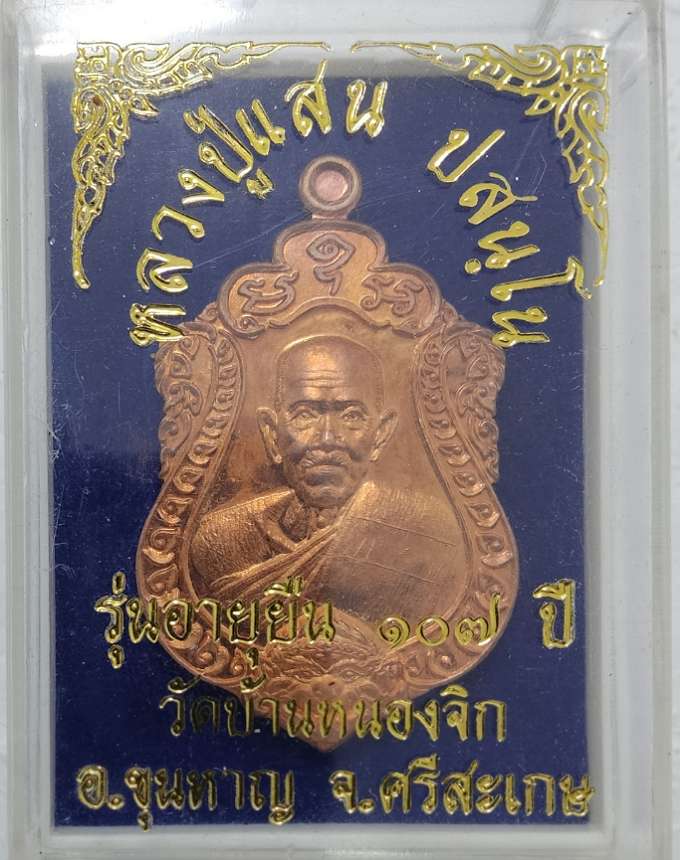 หลวงปู่แสน ปสนฺโน
รุ่นอายุยืน ๑๐๗ ปี
วัดบ้านหนองจิก
อ.ขุนหาญ จ.ศรีสะเกษ